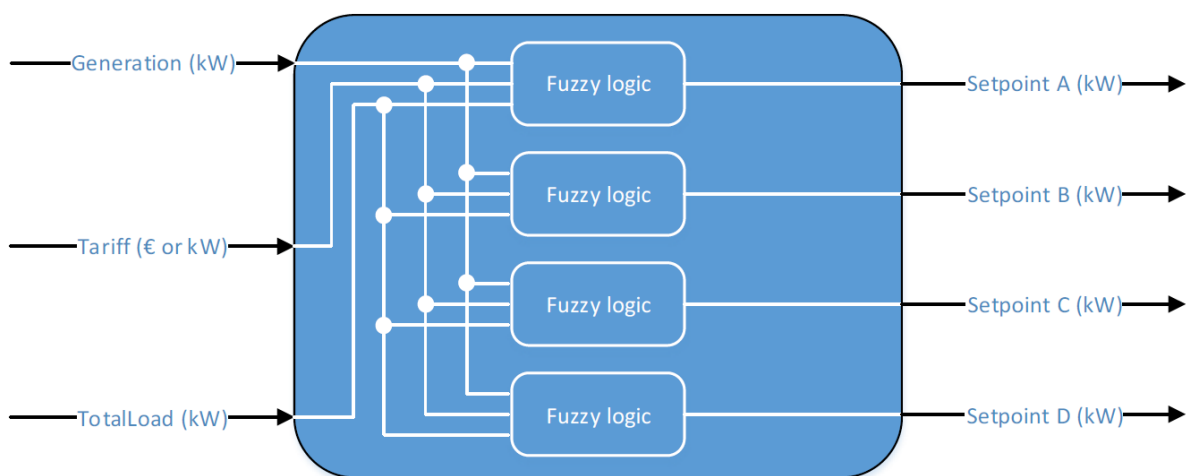 Generation (kW)
Fuzzy logic
Setpoint A (kW)
Fuzzy logic
Setpoint B (kW)
Tariff (€ or kW)
Fuzzy logic
Setpoint C (kW)
TotalLoad (kW)
Fuzzy logic
Setpoint D (kW)